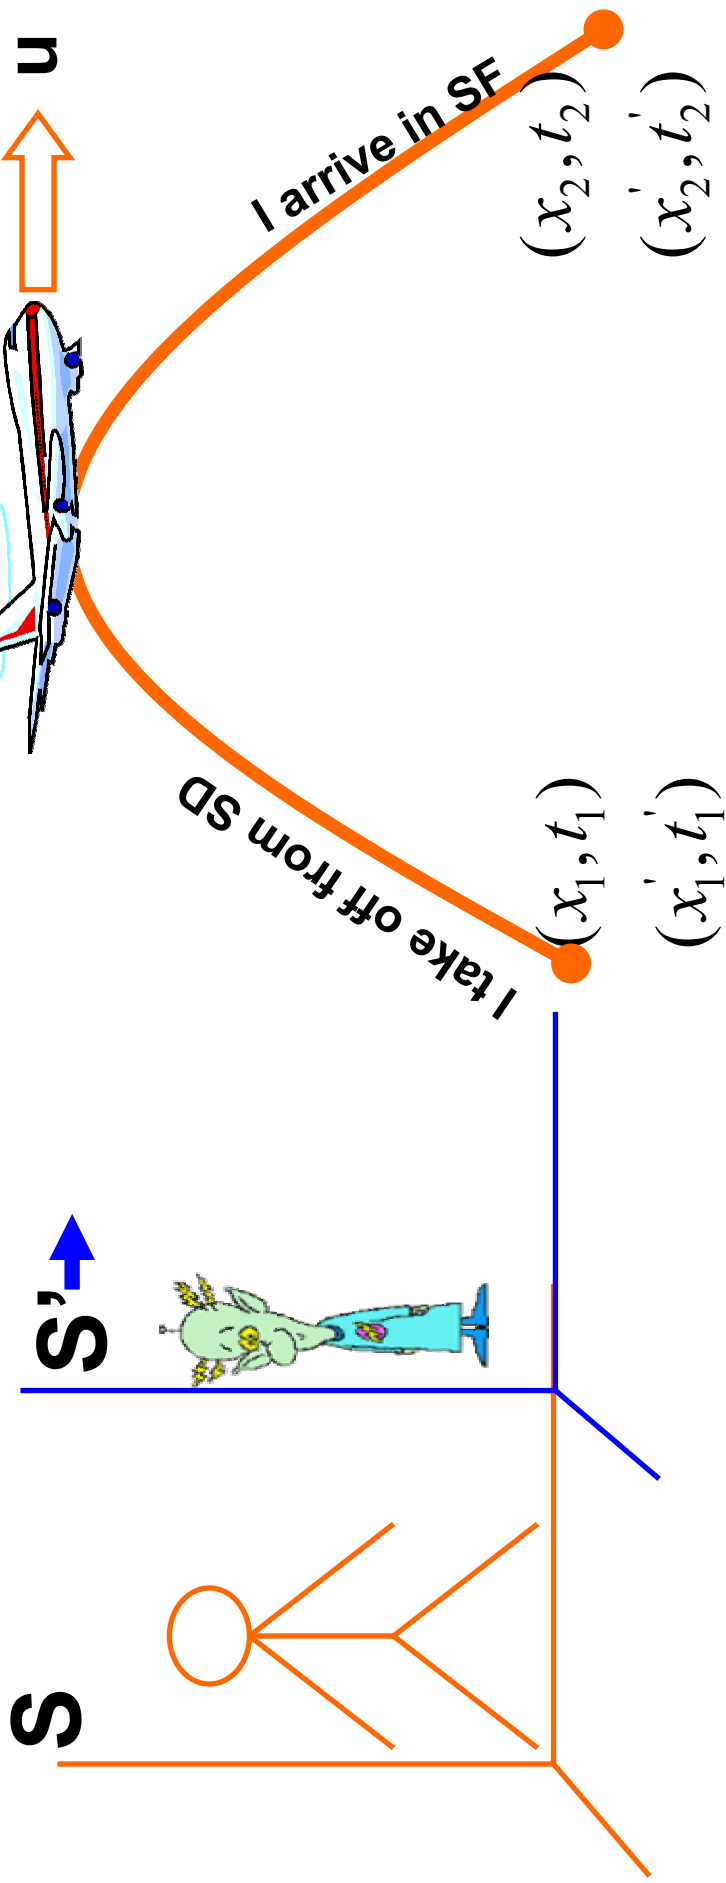 S
S'
u
I take off from SD
I arrive in SF
(x₁,t₁)
(x₁',t₁')
(x₂,t₂)
(x₂',t₂')